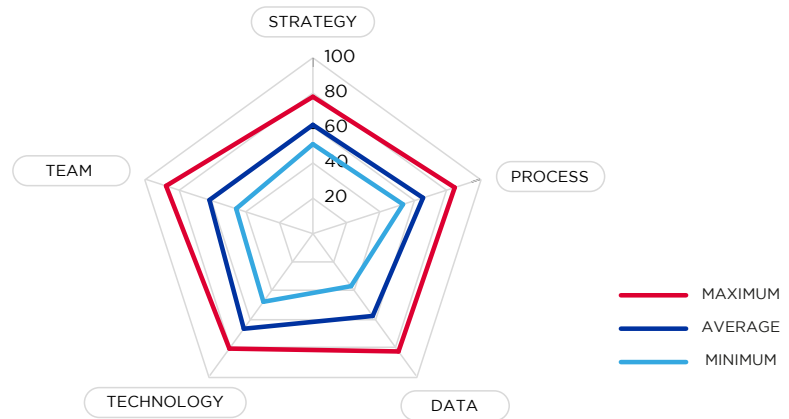 STRATEGY
100
80
60
40
20
TEAM
PROCESS
TECHNOLOGY
DATA
MAXIMUM
AVERAGE
MINIMUM